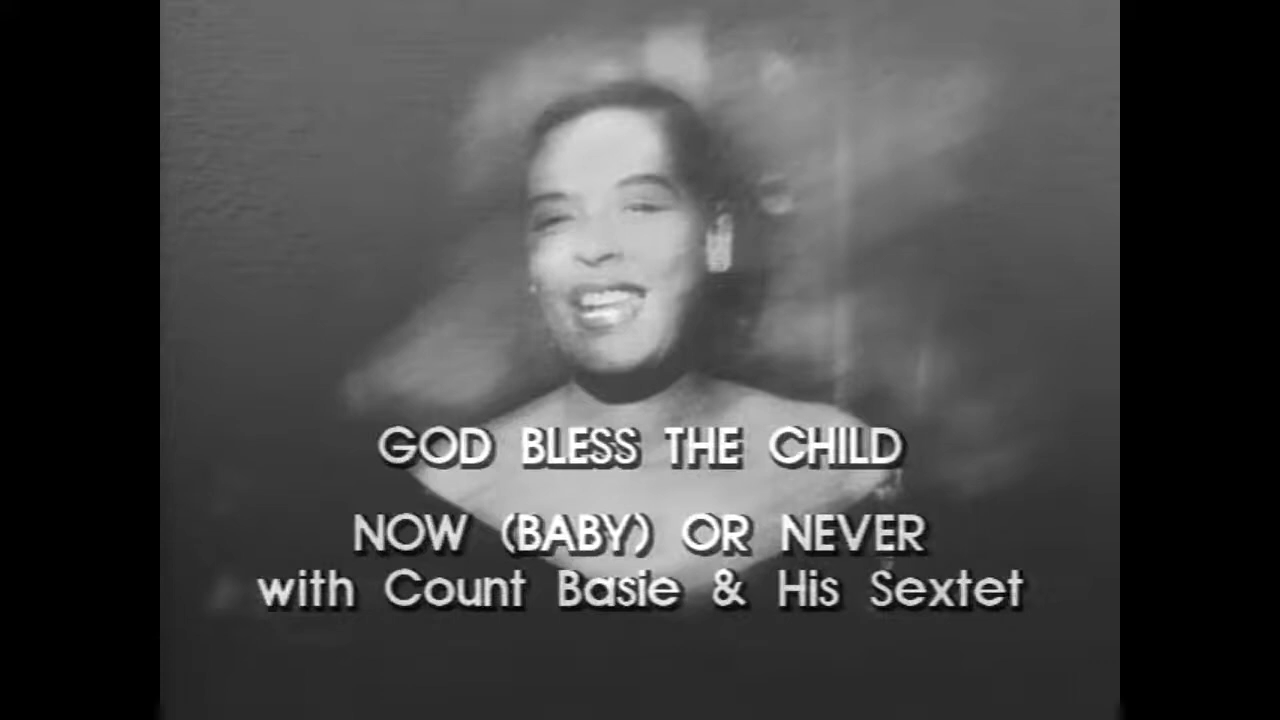 GOD BLESS THE CHILD
NOW (BABY) OR NEVER
with Count Basie & His Sextet